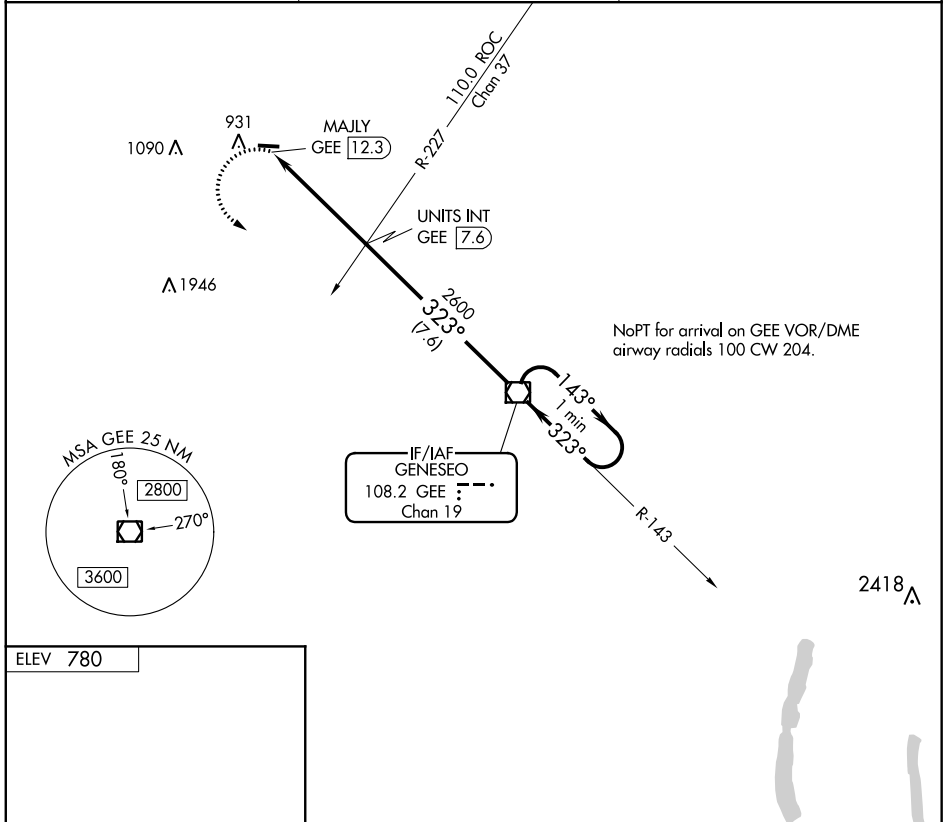 110.0 ROC
Chan 37
R-227
931
1090
MAJLY
GEE 12.3
UNITS INT
GEE 7.6
1946
2600
323°
(7.6)
NoPT for arrival on GEE VOR/DME
airway radials 100 CW 204.
143°
1 min
323°
IF/IAF
GENESEO
108.2 GEE
Chan 19
R-143
MSA GEE 25 NM
180°
2800
270°
3600
2418
ELEV 780